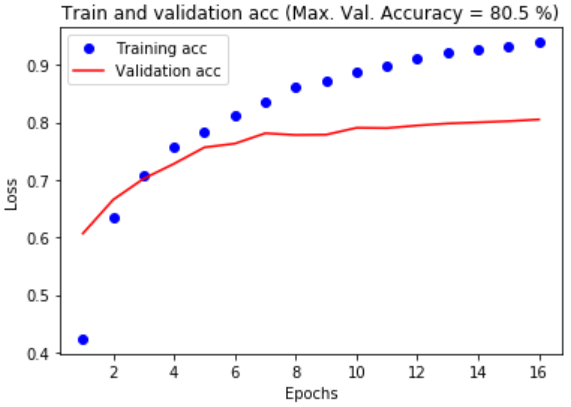 Train and validation acc (Max. Val. Accuracy = 80.5 %)
Training acc
Validation acc
0.9
0.8
0.7
0.6
0.5
0.4
Loss
2 4 6 8 10 12 14 16
Epochs